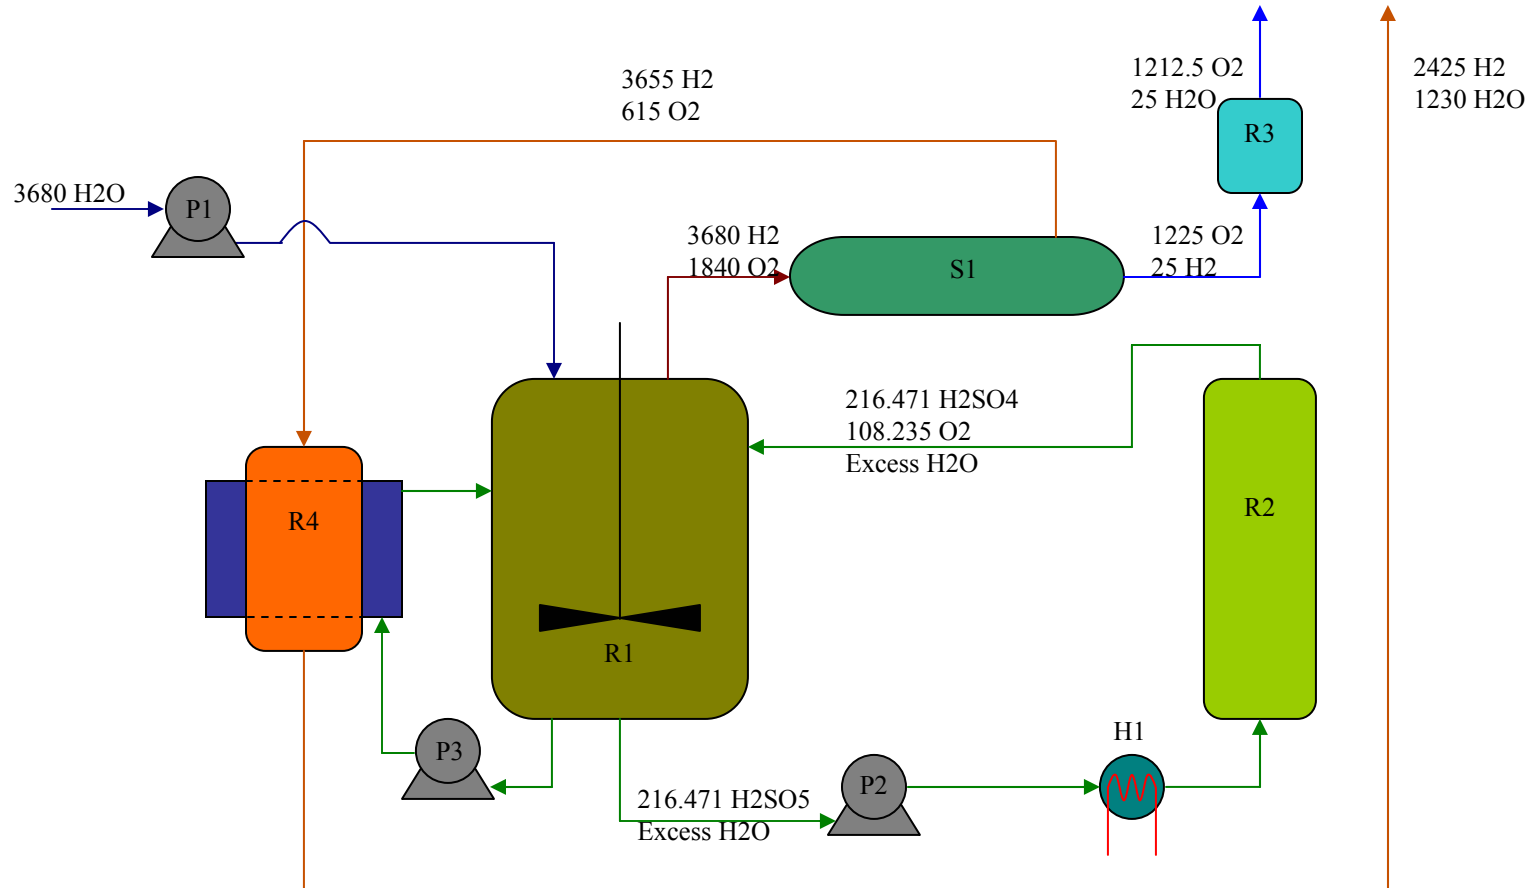 3655 H2
615 O2
1212.5 O2
25 H2O
2425 H2
1230 H2O
R3
3680 H2O
P1
3680 H2
1840 O2
S1
1225 O2
25 H2
216.471 H2SO4
108.235 O2
Excess H2O
R4
R2
R1
H1
P3
P2
216.471 H2SO5
Excess H2O